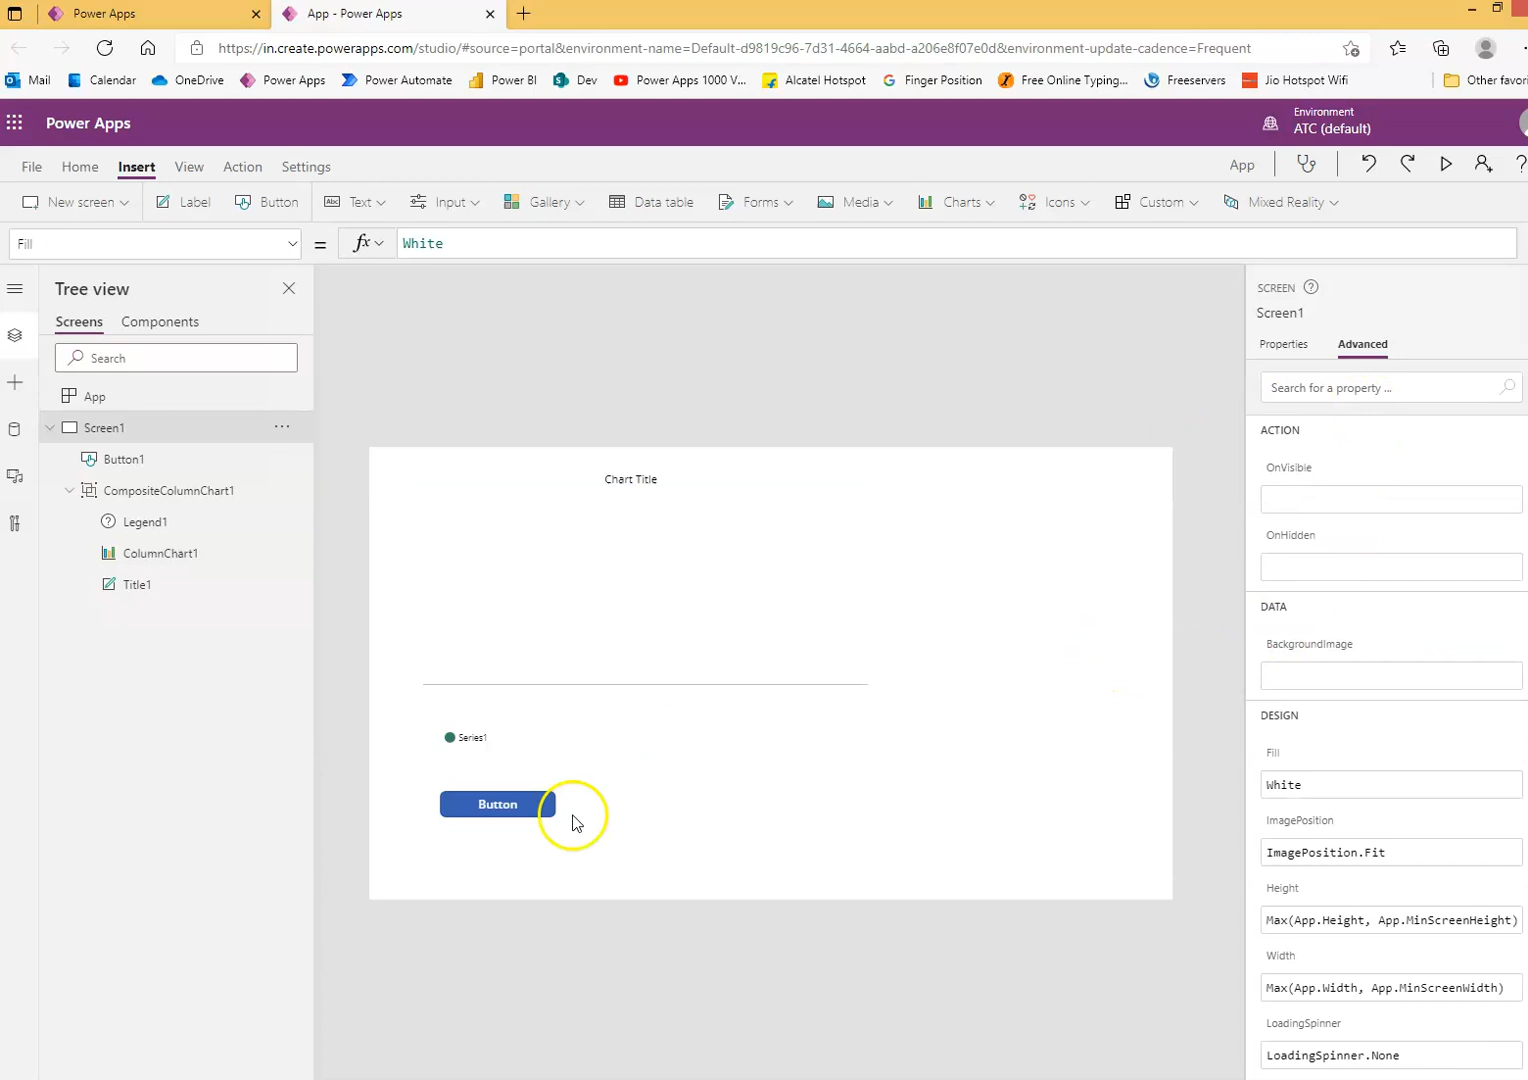 Power Apps
App - Power Apps
https://in.create.powerapps.com/studio/#source=portal&environment-name=Default-d9819c96-7d31-4664-aabd-a206e8f07e0d&environment-update-cadence=Frequent
Mail Calendar OneDrive Power Apps Power Automate Power BI Dev Power Apps 1000 V... Alcatel Hotspot Finger Position Free Online Typing... Freeservers Jio Hotspot Wifi Other favori
Power Apps
Environment
ATC (default)
File Home Insert View Action Settings App
New screen Label Button Abc Text Input Gallery Data table Forms Media Charts Icons Custom Mixed Reality
Fill = fx White
Tree view
Screens Components
Search
App
Screen1
Button1
CompositeColumnChart1
Legend1
ColumnChart1
Title1
Chart Title
Series1
Button
SCREEN
Screen1
Properties Advanced
Search for a property ...
ACTION
OnVisible
OnHidden
DATA
BackgroundImage
DESIGN
Fill
White
ImagePosition
ImagePosition.Fit
Height
Max(App.Height, App.MinScreenHeight)
Width
Max(App.Width, App.MinScreenWidth)
LoadingSpinner
LoadingSpinner.None